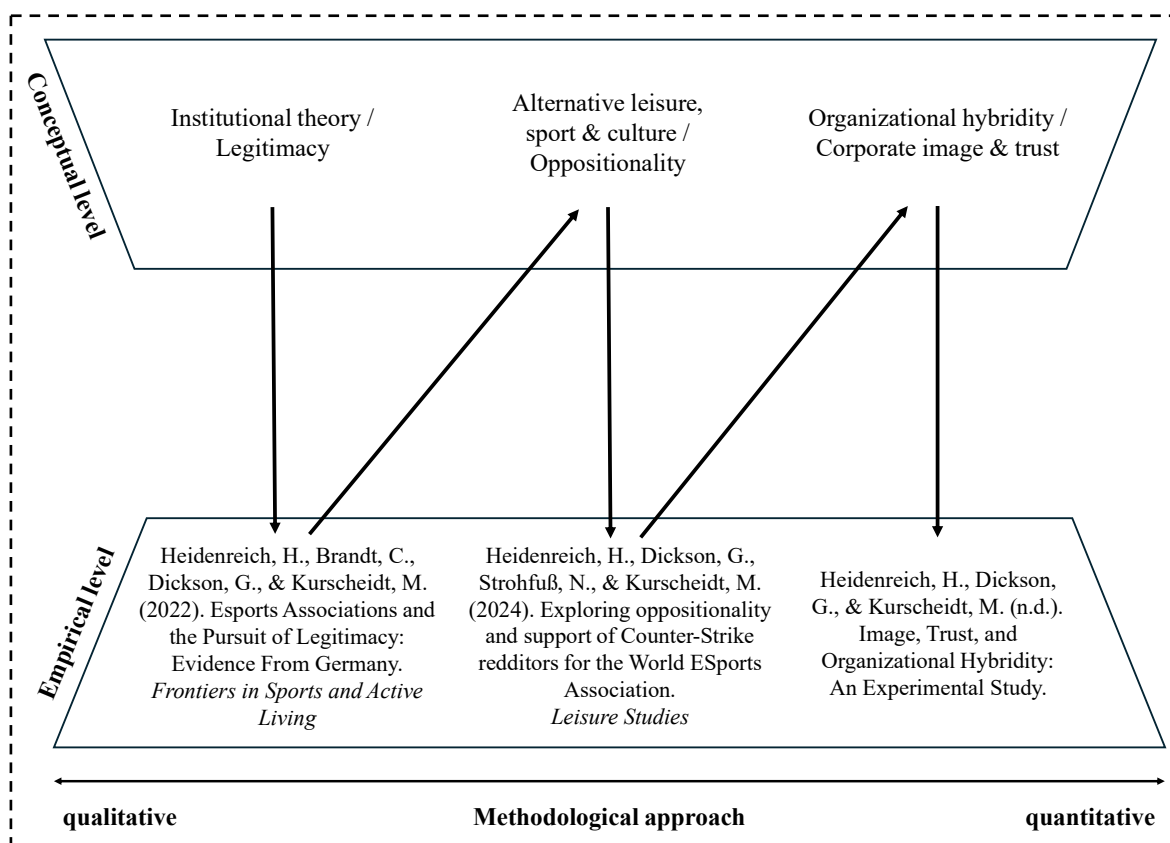 Conceptual level
Institutional theory /
Legitimacy
Alternative leisure,
sport & culture /
Oppositionality
Organizational hybridity /
Corporate image & trust
Empirical level
Heidenreich, H., Brandt, C.,
Dickson, G., & Kurscheidt, M.
(2022). Esports Associations and
the Pursuit of Legitimacy:
Evidence From Germany.
Frontiers in Sports and Active
Living
Heidenreich, H., Dickson, G.,
Strohfuß, N., & Kurscheidt, M.
(2024). Exploring oppositionality
and support of Counter-Strike
redditors for the World ESports
Association.
Leisure Studies
Heidenreich, H., Dickson,
G., & Kurscheidt, M. (n.d.).
Image, Trust, and
Organizational Hybridity:
An Experimental Study.
qualitative
Methodological approach
quantitative